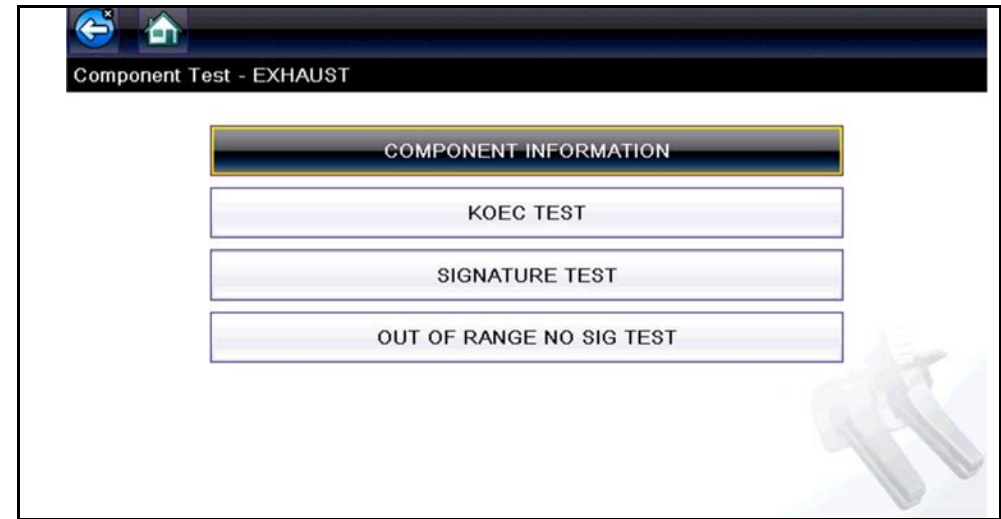 Component Test - EXHAUST
COMPONENT INFORMATION
KOEC TEST
SIGNATURE TEST
OUT OF RANGE NO SIG TEST